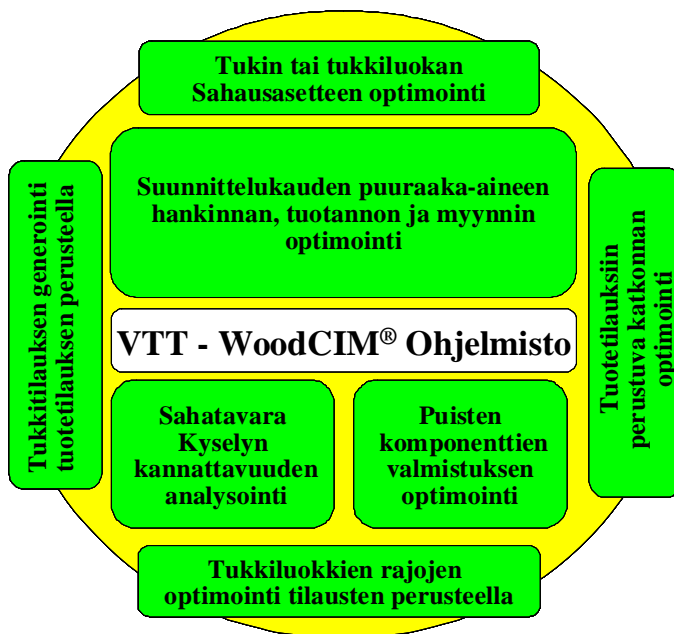 Tukin tai tukkiluokan
Sahausasetteen optimointi
Suunnittelukauden puuraaka-aineen
hankinnan, tuotannon ja myynnin
optimointi
Tukkitilauksen generointi
tuotetilauksen perusteella
Tuotetilauksiin
perustuva katkonnan
optimointi
VTT - WoodCIM® Ohjelmisto
Sahatavara
Kyselyn
kannattavuuden
analysointi
Puisten
komponenttien
valmistuksen
optimointi
Tukkiluokkien rajojen
optimointi tilausten perusteella